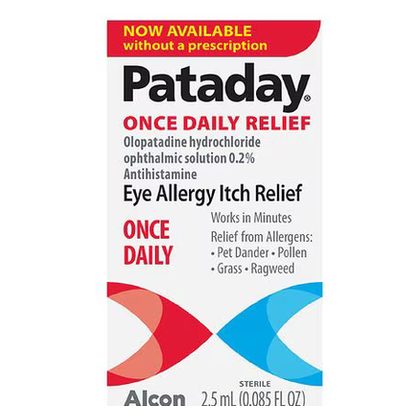 NOW AVAILABLE
without a prescription
Pataday®
ONCE DAILY RELIEF
Olopatadine hydrochloride
ophthalmic solution 0.2%
Antihistamine
Eye Allergy Itch Relief
ONCE
DAILY
Works in Minutes
Relief from Allergens:
• Pet Dander • Pollen
• Grass • Ragweed
STERILE
Alcon 2.5 mL (0.085 FL OZ)